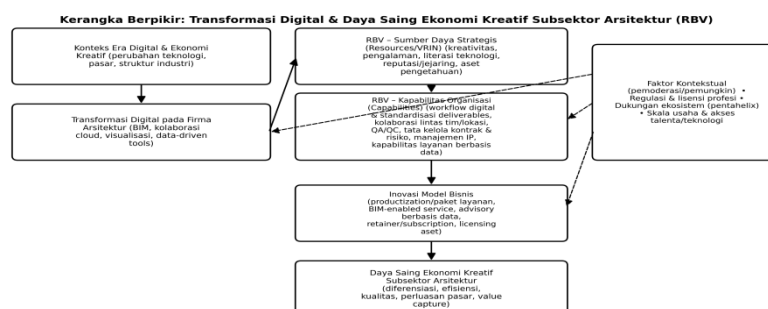 Kerangka Berpikir: Transformasi Digital & Daya Saing Ekonomi Kreatif Subsektor Arsitektur (RBV)
Konteks Era Digital & Ekonomi
Kreatif (perubahan teknologi,
pasar, struktur industri)
Transformasi Digital pada Firma
Arsitektur (BIM, kolaborasi
cloud, visualisasi, data-driven
tools)
RBV – Sumber Daya Strategis
(Resources/VRIN) (kreativitas,
pengalaman, literasi teknologi,
reputasi/jejaring, aset
pengetahuan)
RBV – Kapabilitas Organisasi
(Capabilities) (workflow digital
& standardisasi deliverables,
kolaborasi lintas tim/lokasi,
QA/QC, tata kelola kontrak &
risiko, manajemen IP,
kapabilitas layanan berbasis
data)
Inovasi Model Bisnis
(productization/paket layanan,
BIM-enabled service, advisory
berbasis data,
retainer/subscription, licensing
aset)
Daya Saing Ekonomi Kreatif
Subsektor Arsitektur
(diferensiasi, efisiensi,
kualitas, perluasan pasar, value
capture)
Faktor Kontekstual
(pemoderasi/pemungkin) •
Regulasi & lisensi profesi •
Dukungan ekosistem (pentahelix)
• Skala usaha & akses
talenta/teknologi